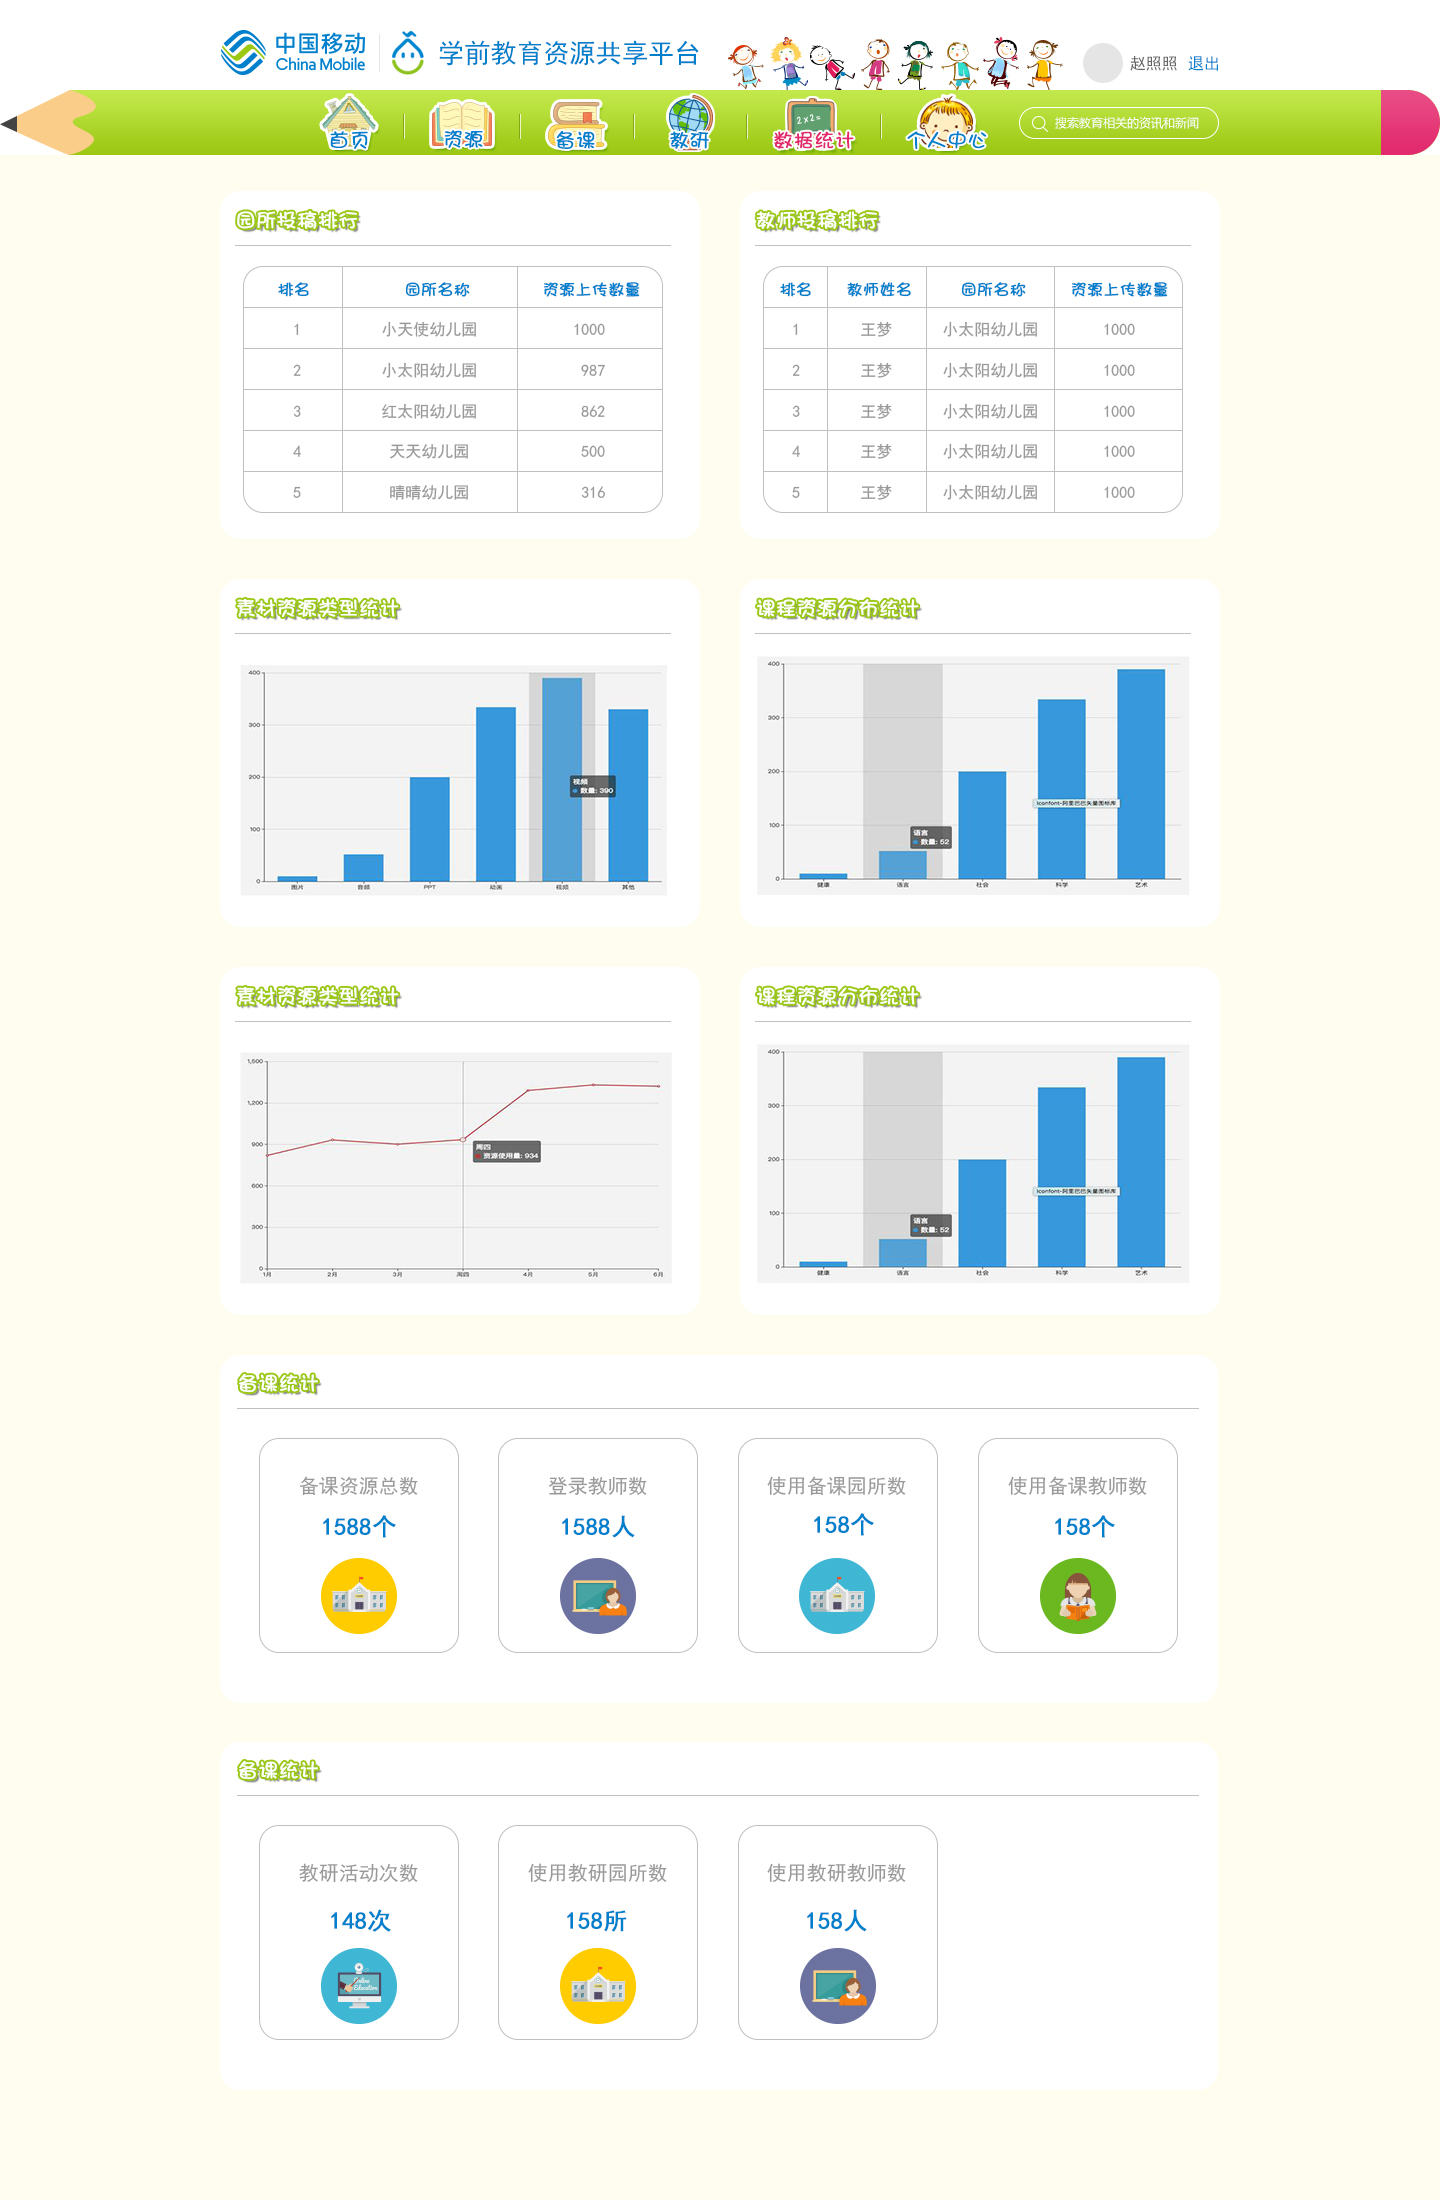 中国移动
China Mobile
学前教育资源共享平台
赵照照 退出
首页 资源 备课 教研 数据统计 个人中心 搜索教育相关的资讯和新闻
2x2=
园所投稿排行
排名 园所名称 资源上传数量
1 小天使幼儿园 1000
2 小太阳幼儿园 987
3 红太阳幼儿园 862
4 天天幼儿园 500
5 晴晴幼儿园 316
教师投稿排行
排名 教师姓名 园所名称 资源上传数量
1 王梦 小太阳幼儿园 1000
2 王梦 小太阳幼儿园 1000
3 王梦 小太阳幼儿园 1000
4 王梦 小太阳幼儿园 1000
5 王梦 小太阳幼儿园 1000
素材资源类型统计
400
300
200
100
0
视频
数量: 390
图片 音频 PPT 动画 视频 其他
课程资源分布统计
400
300
200
100
0
Iconfont-阿里巴巴矢量图标库
语言
数量: 52
健康 语言 社会 科学 艺术
素材资源类型统计
1,500
1,200
900
600
300
0
周四
资源使用量: 934
1月 2月 3月 周四 4月 5月 6月
课程资源分布统计
400
300
200
100
0
Iconfont-阿里巴巴矢量图标库
语言
数量: 52
健康 语言 社会 科学 艺术
备课统计
备课资源总数
1588个
登录教师数
1588人
使用备课园所数
158个
使用备课教师数
158个
备课统计
教研活动次数
148次
Online
Education
使用教研园所数
158所
使用教研教师数
158人